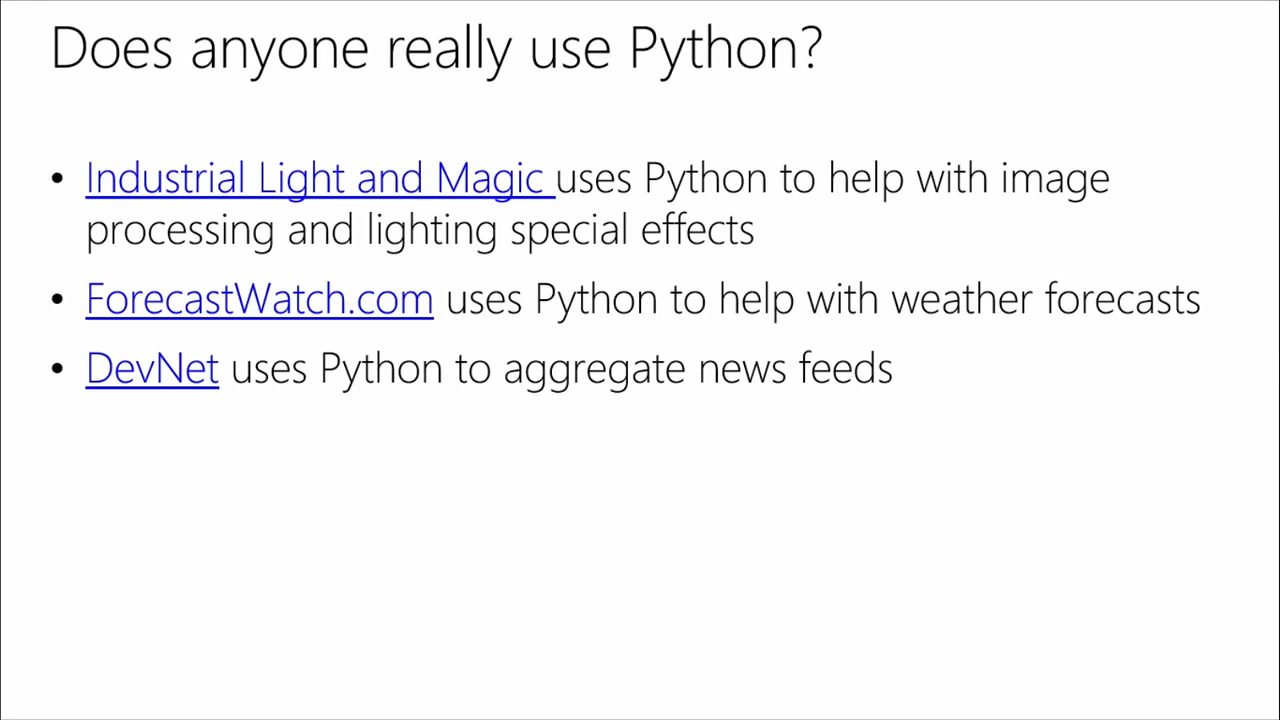 Does anyone really use Python?
• Industrial Light and Magic uses Python to help with image
processing and lighting special effects
• ForecastWatch.com uses Python to help with weather forecasts
• DevNet uses Python to aggregate news feeds